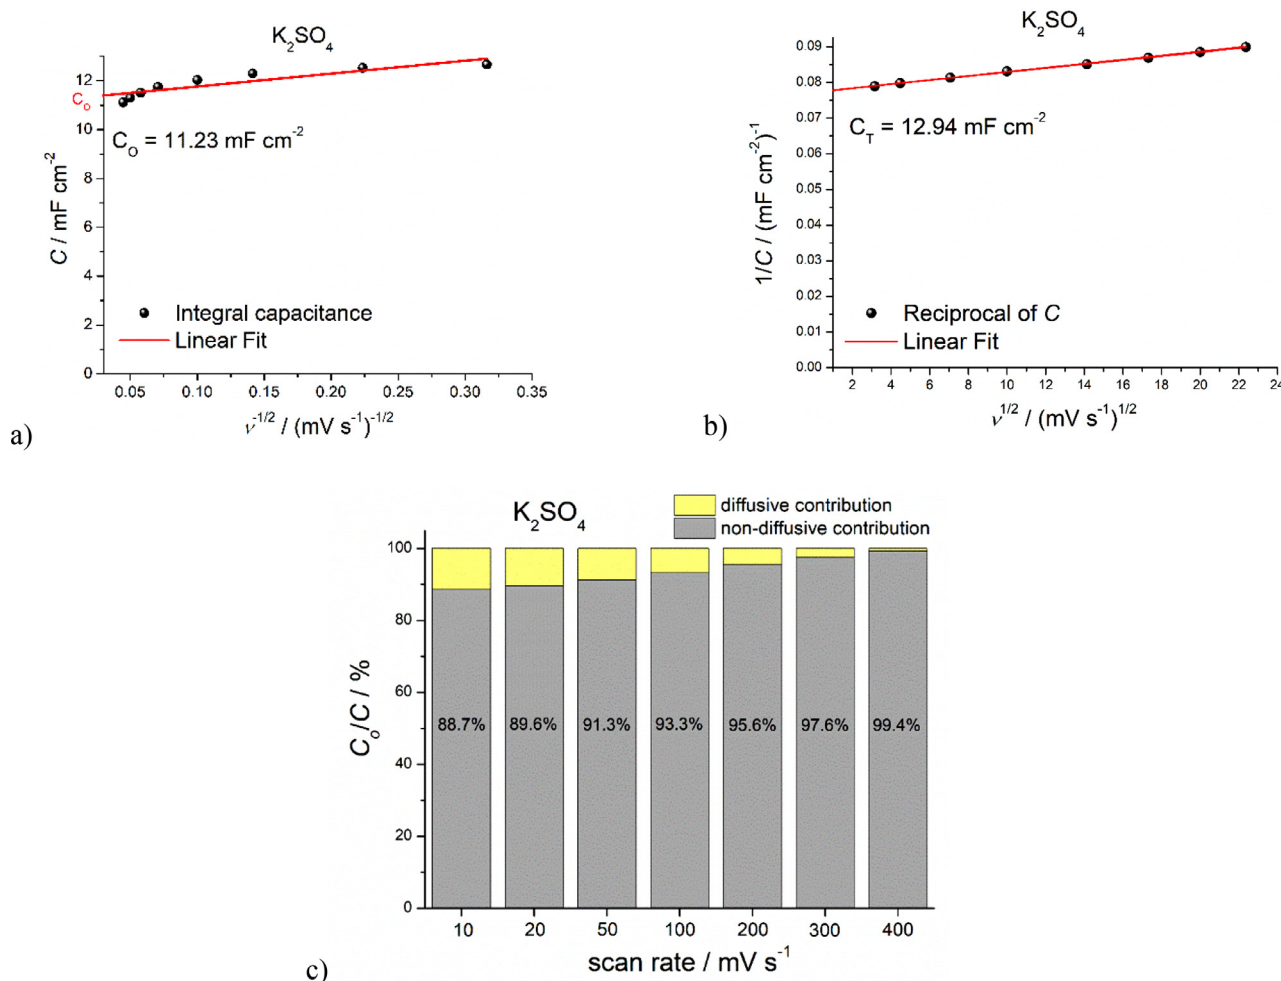 K₂SO₄
12
C₀
10
8
6
4
2
0
C / mF cm⁻²
C₀ = 11.23 mF cm⁻²
Integral capacitance
Linear Fit
0.05 0.10 0.15 0.20 0.25 0.30 0.35
ν⁻¹/² / (mV s⁻¹)⁻¹/²
a)
K₂SO₄
0.09
0.08
0.07
0.06
0.05
0.04
0.03
0.02
0.01
0.00
1/C / (mF cm⁻²)⁻¹
C_T = 12.94 mF cm⁻²
Reciprocal of C
Linear Fit
2 4 6 8 10 12 14 16 18 20 22 24
ν¹/² / (mV s⁻¹)¹/²
b)
K₂SO₄
diffusive contribution
non-diffusive contribution
100
80
60
40
20
0
Cₒ/C / %
88.7% 89.6% 91.3% 93.3% 95.6% 97.6% 99.4%
10 20 50 100 200 300 400
scan rate / mV s⁻¹
c)